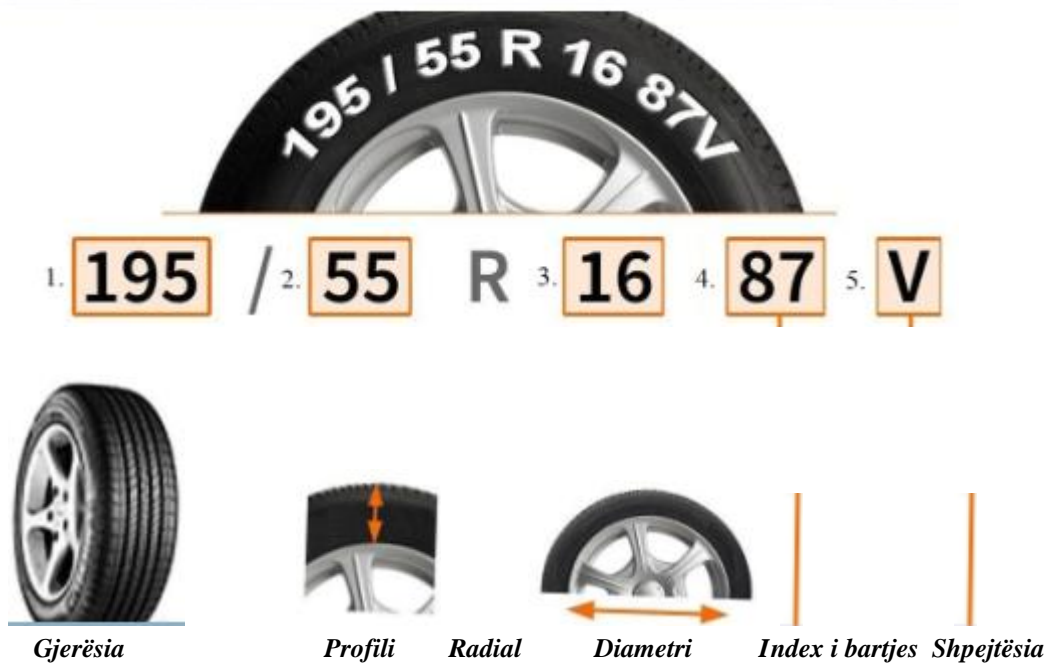 195 / 55 R 16 87V
1. 195 / 2. 55 R 3. 16 4. 87 5. V
Gjerësia Profili Radial Diametri Index i bartjes Shpejtësia